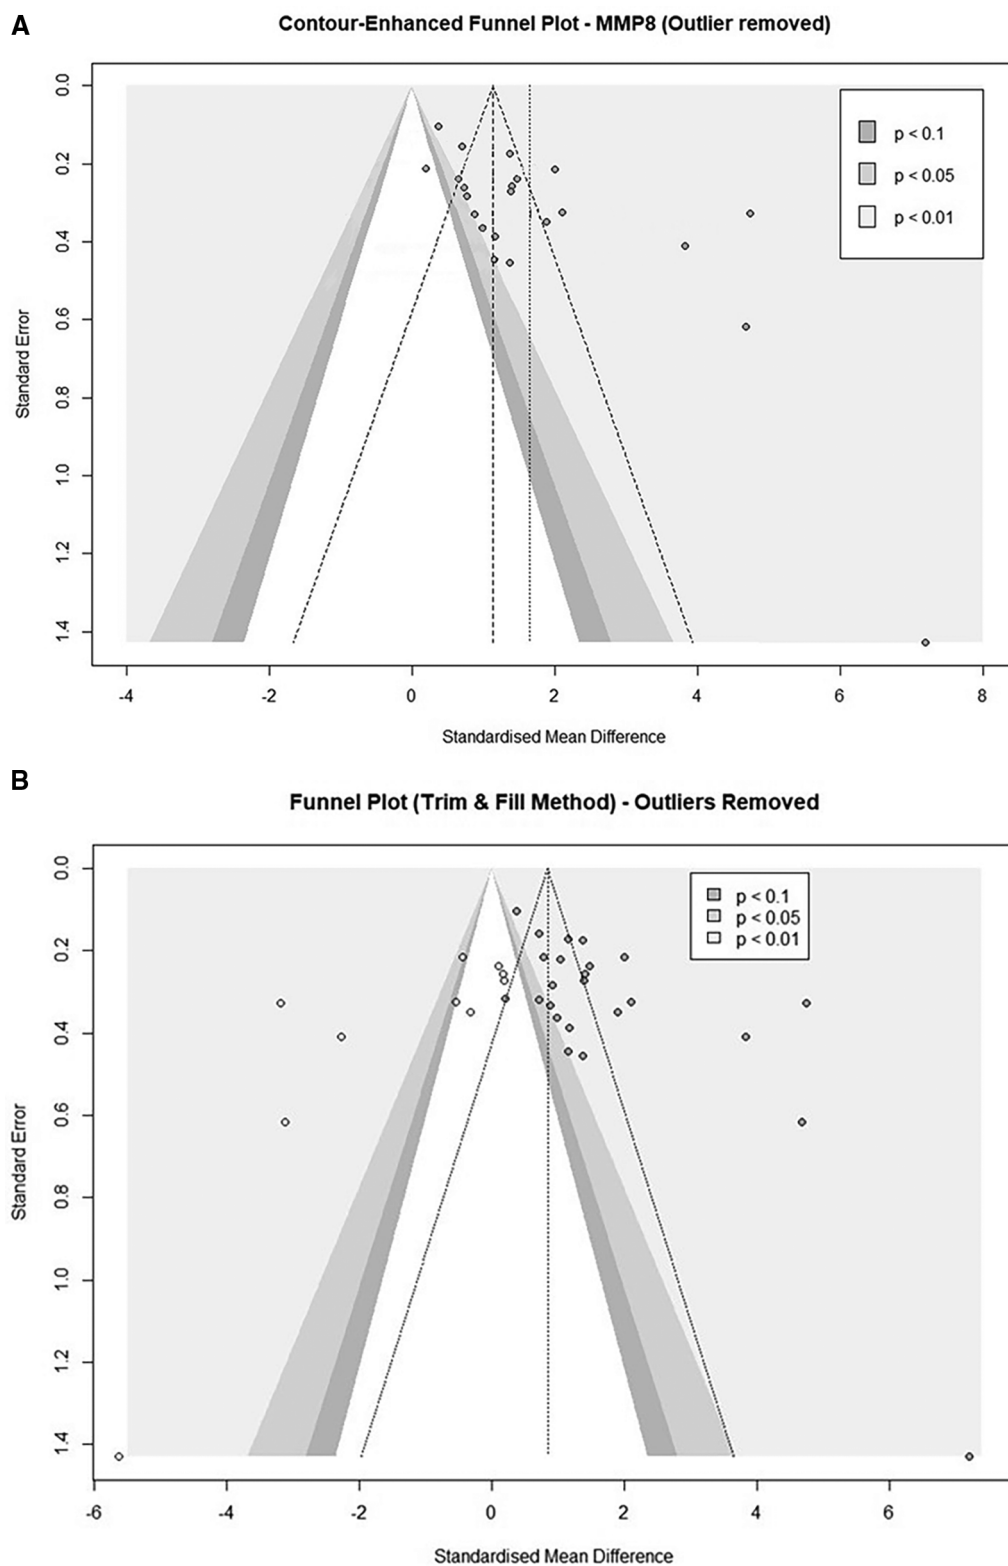 A
Contour-Enhanced Funnel Plot - MMP8 (Outlier removed)
0.0
0.2
0.4
0.6
0.8
1.0
1.2
1.4
Standard Error
p < 0.1
p < 0.05
p < 0.01
-4 -2 0 2 4 6 8
Standardised Mean Difference
B
Funnel Plot (Trim & Fill Method) - Outliers Removed
0.0
0.2
0.4
0.6
0.8
1.0
1.2
1.4
Standard Error
p < 0.1
p < 0.05
p < 0.01
-6 -4 -2 0 2 4 6
Standardised Mean Difference